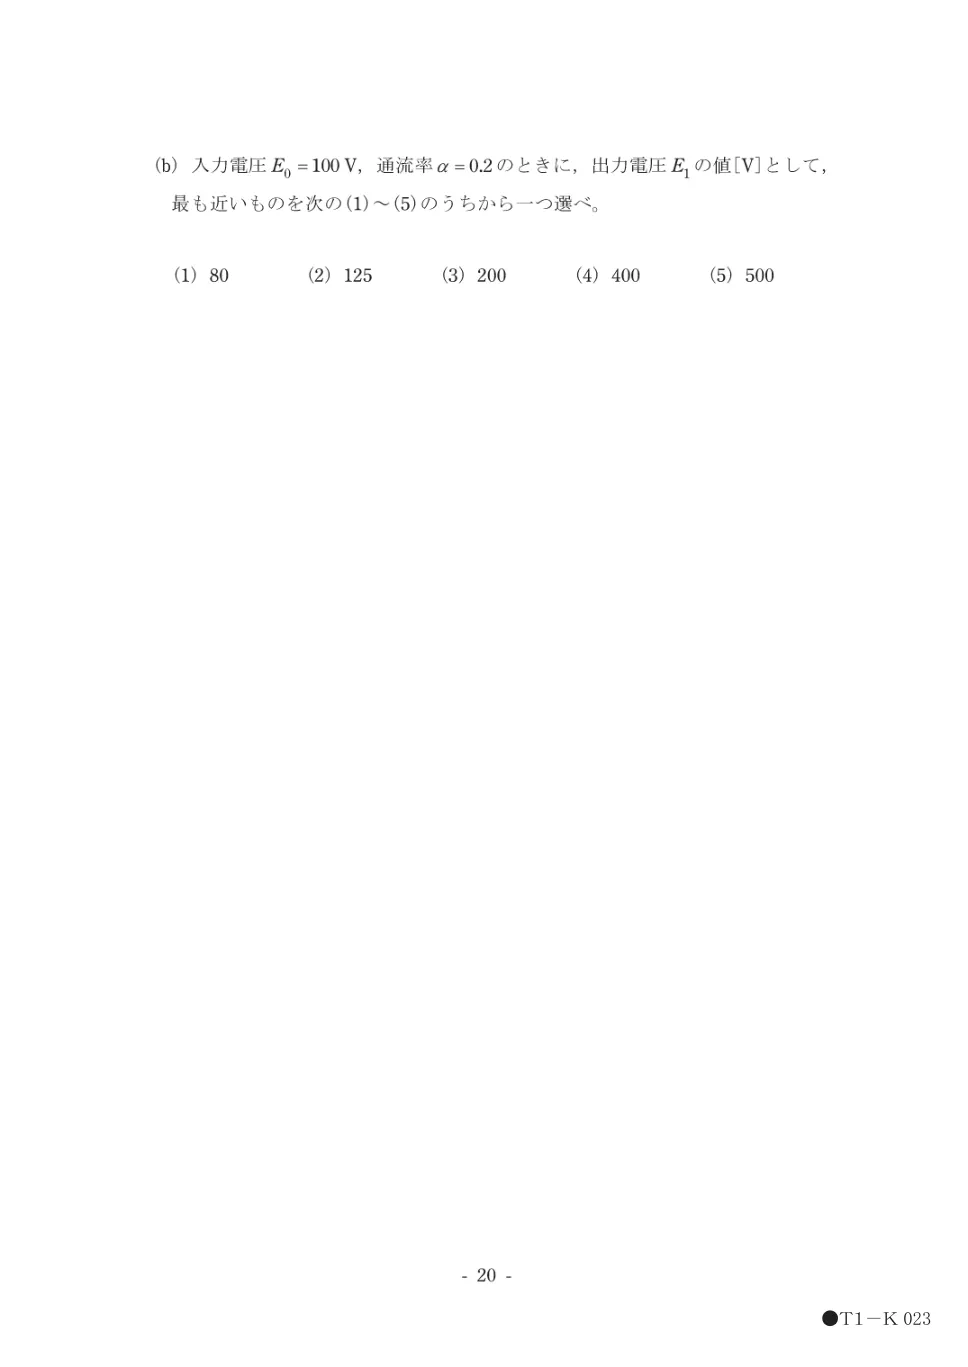 (b) 入力電圧 E₀ = 100 V，通流率 α = 0.2 のときに，出力電圧 E₁ の値[V]として，
最も近いものを次の(1)～(5)のうちから一つ選べ。
(1) 80 (2) 125 (3) 200 (4) 400 (5) 500
- 20 -
●T1－K 023